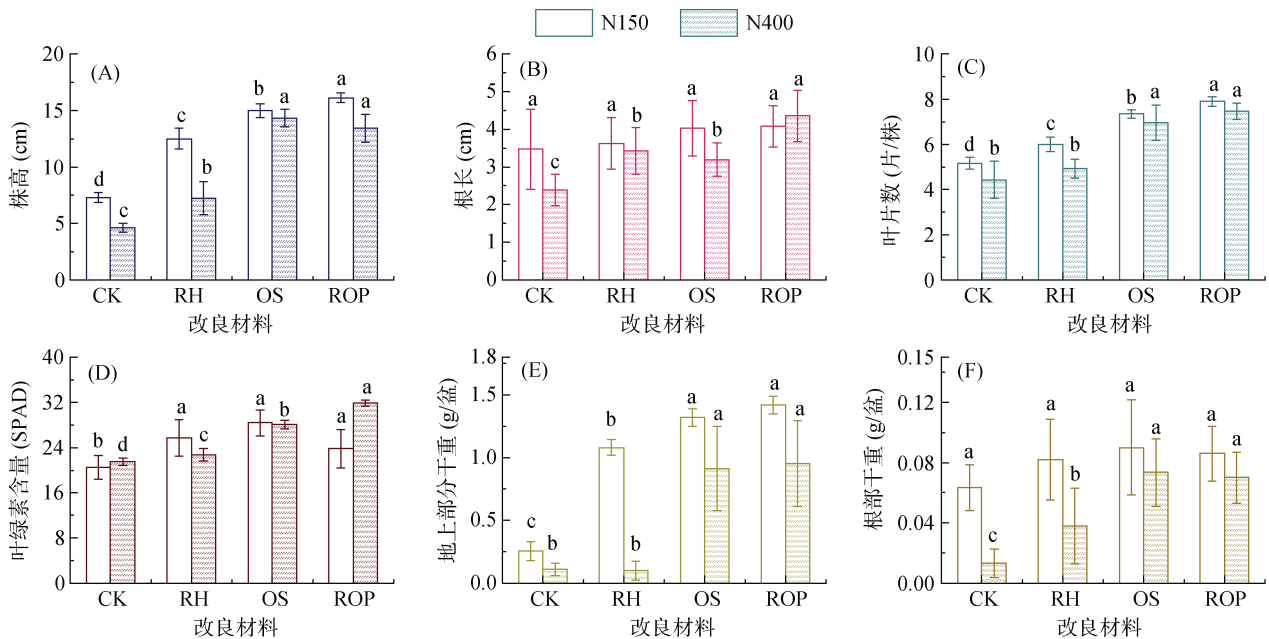 N150 N400
(A)
株高 (cm)
20
15
10
5
0
d c c b b a a a
CK RH OS ROP
改良材料
(B)
根长 (cm)
6
5
4
3
2
1
0
a c a b a b a a
CK RH OS ROP
改良材料
(C)
叶片数 (片/株)
10
8
6
4
2
0
d b c b b a a a
CK RH OS ROP
改良材料
(D)
叶绿素含量 (SPAD)
40
32
24
16
8
0
b d a c a b a a
CK RH OS ROP
改良材料
(E)
地上部分干重 (g/盆)
1.8
1.5
1.0
0.5
0.0
c b b b a a a a
CK RH OS ROP
改良材料
(F)
根部干重 (g/盆)
0.15
0.12
0.08
0.04
0.00
a c a b a a a a
CK RH OS ROP
改良材料